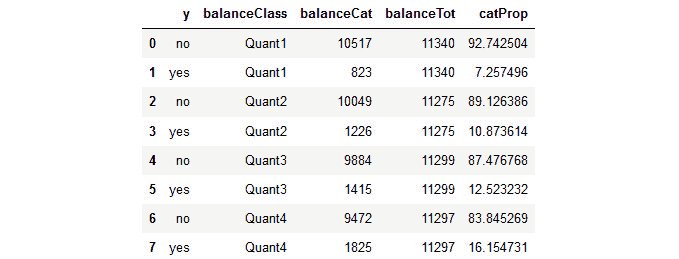 y balanceClass balanceCat balanceTot catProp
0 no Quant1 10517 11340 92.742504
1 yes Quant1 823 11340 7.257496
2 no Quant2 10049 11275 89.126386
3 yes Quant2 1226 11275 10.873614
4 no Quant3 9884 11299 87.476768
5 yes Quant3 1415 11299 12.523232
6 no Quant4 9472 11297 83.845269
7 yes Quant4 1825 11297 16.154731